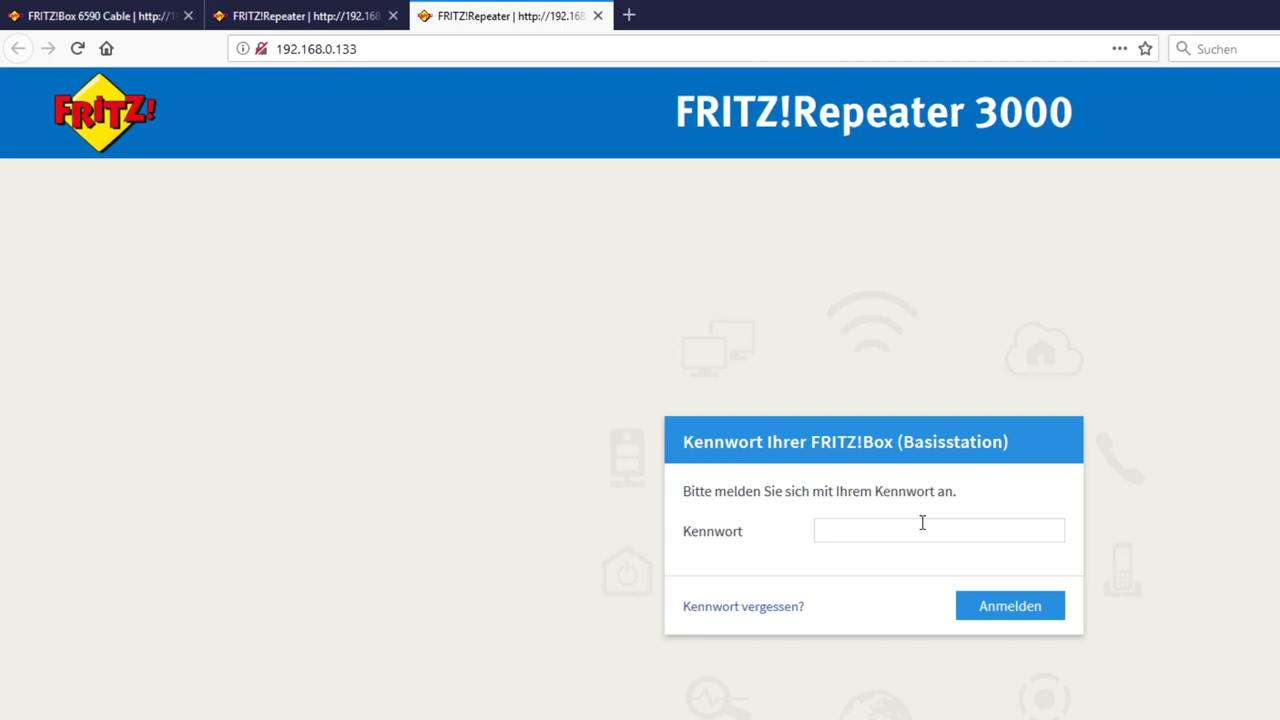 FRITZ!Box 6590 Cable | http://1
FRITZ!Repeater | http://192.168.
FRITZ!Repeater | http://192.168.
192.168.0.133
Suchen
FRITZ!
FRITZ!Repeater 3000
Kennwort Ihrer FRITZ!Box (Basisstation)
Bitte melden Sie sich mit Ihrem Kennwort an.
Kennwort
Kennwort vergessen?
Anmelden